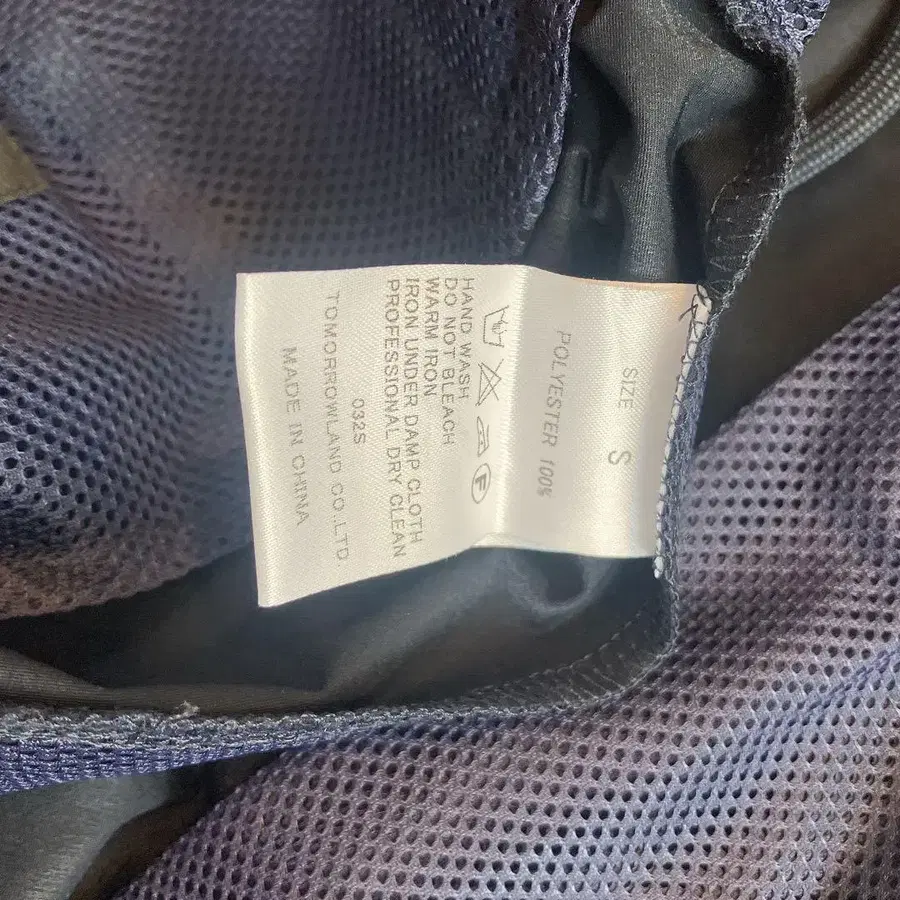 SIZE S
POLYESTER 100%
F
HAND WASH
DO NOT BLEACH
WARM IRON
IRON UNDER DAMP CLOTH
PROFESSIONAL DRY CLEAN
032S
TOMORROWLAND CO.,LTD
MADE IN CHINA